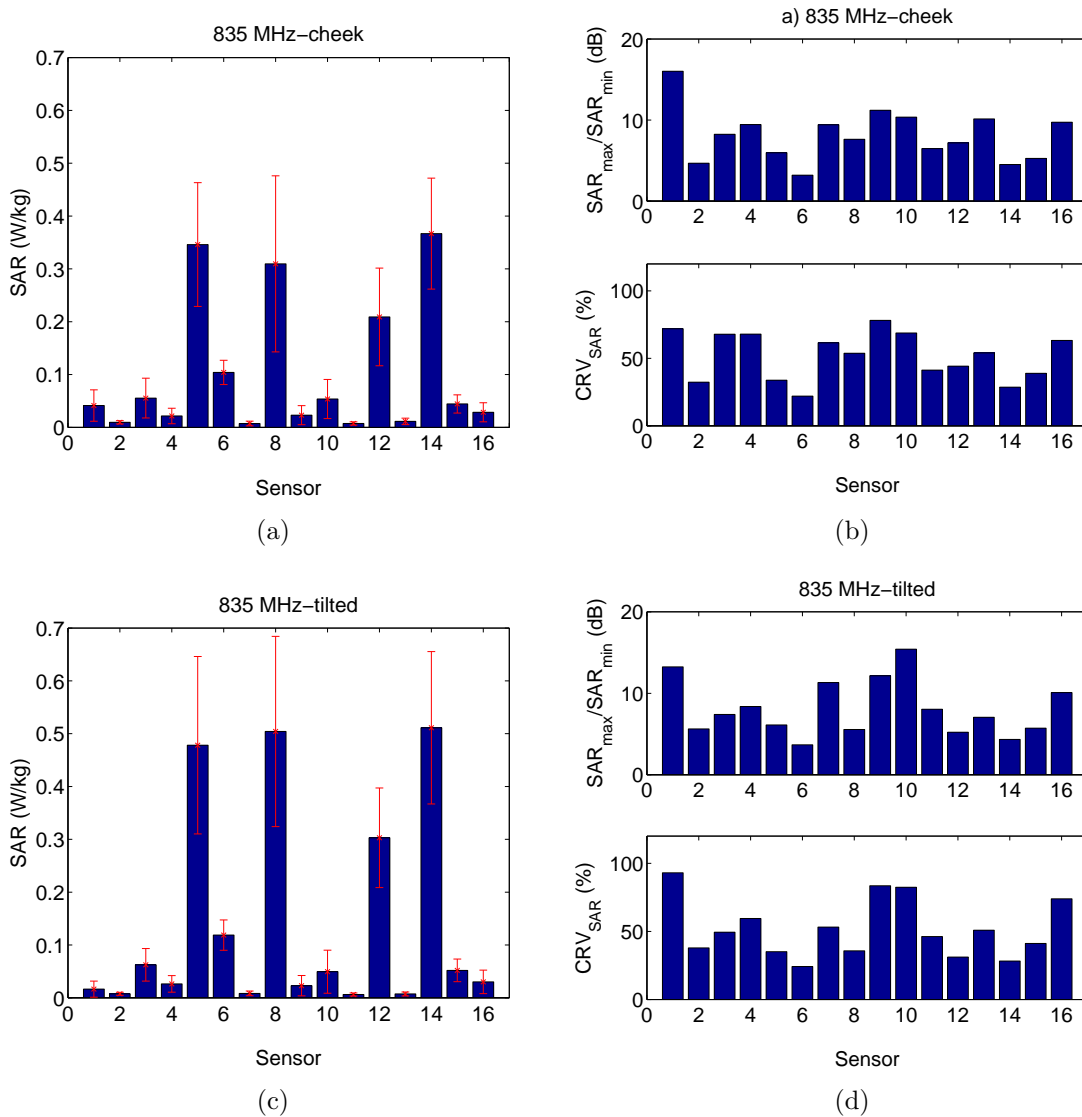 835 MHz−cheek
0.7
0.6
0.5
0.4
0.3
0.2
0.1
0
SAR (W/kg)
0 2 4 6 8 10 12 14 16
Sensor
(a)
a) 835 MHz−cheek
20
10
0
SARmax/SARmin (dB)
0 2 4 6 8 10 12 14 16
100
50
0
CRVSAR (%)
0 2 4 6 8 10 12 14 16
Sensor
(b)
835 MHz−tilted
0.7
0.6
0.5
0.4
0.3
0.2
0.1
0
SAR (W/kg)
0 2 4 6 8 10 12 14 16
Sensor
(c)
835 MHz−tilted
20
10
0
SARmax/SARmin (dB)
0 2 4 6 8 10 12 14 16
100
50
0
CRVSAR (%)
0 2 4 6 8 10 12 14 16
Sensor
(d)